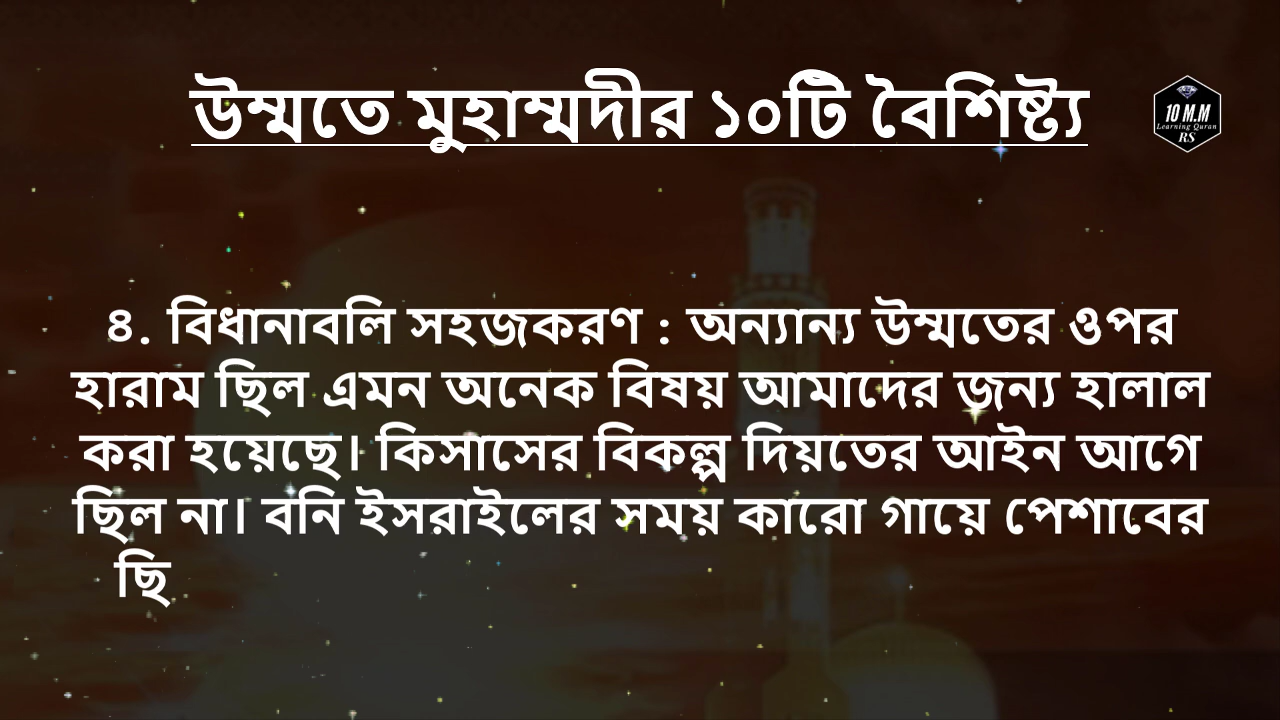 উম্মতে মুহাম্মদীর ১০টি বৈশিষ্ট্য
10 M.M
Learning Quran
RS
৪. বিধানাবলি সহজকরণ : অন্যান্য উম্মতের ওপর
হারাম ছিল এমন অনেক বিষয় আমাদের জন্য হালাল
করা হয়েছে। কিসাসের বিকল্প দিয়তের আইন আগে
ছিল না। বনি ইসরাইলের সময় কারো গায়ে পেশাবের
ছি